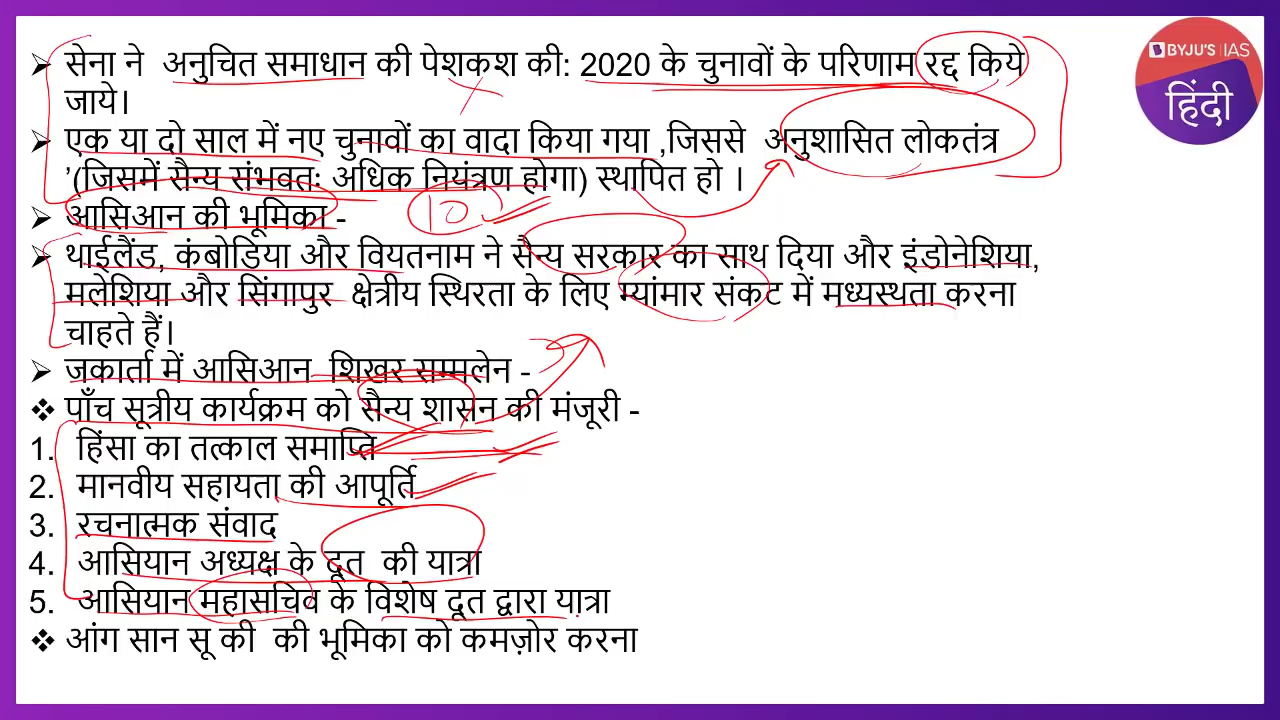 ➢ सेना ने अनुचित समाधान की पेशकश की: 2020 के चुनावों के परिणाम रद्द किये
जाये।
➢ एक या दो साल में नए चुनावों का वादा किया गया ,जिससे अनुशासित लोकतंत्र
’(जिसमें सैन्य संभवतः अधिक नियंत्रण होगा) स्थापित हो ।
➢ आसिआन की भूमिका -
10
➢ थाईलैंड, कंबोडिया और वियतनाम ने सैन्य सरकार का साथ दिया और इंडोनेशिया,
मलेशिया और सिंगापुर क्षेत्रीय स्थिरता के लिए म्यांमार संकट में मध्यस्थता करना
चाहते हैं।
➢ जकार्ता में आसिआन शिखर सम्मलेन -
❖ पाँच सूत्रीय कार्यक्रम को सैन्य शासन की मंजूरी -
1. हिंसा का तत्काल समाप्ति
2. मानवीय सहायता की आपूर्ति
3. रचनात्मक संवाद
4. आसियान अध्यक्ष के दूत की यात्रा
5. आसियान महासचिव के विशेष दूत द्वारा यात्रा
❖ आंग सान सू की की भूमिका को कमज़ोर करना
BYJU'S IAS
हिंदी